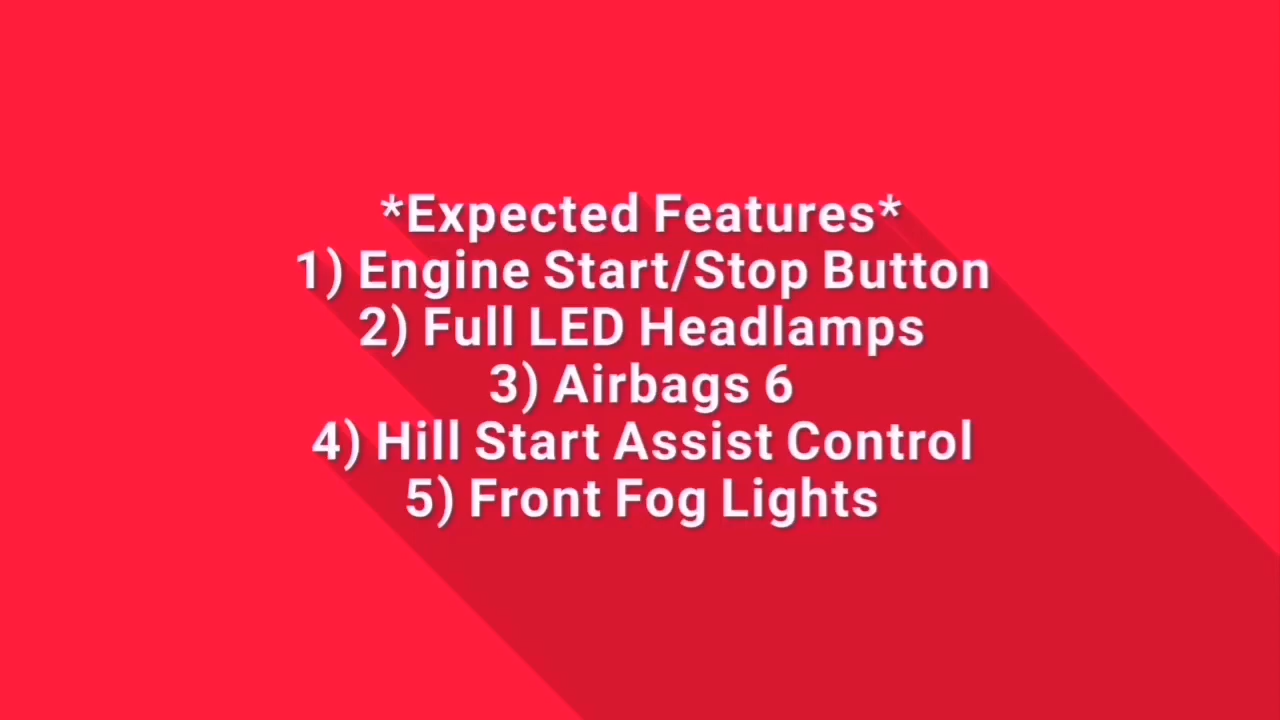 *Expected Features*
1) Engine Start/Stop Button
2) Full LED Headlamps
3) Airbags 6
4) Hill Start Assist Control
5) Front Fog Lights